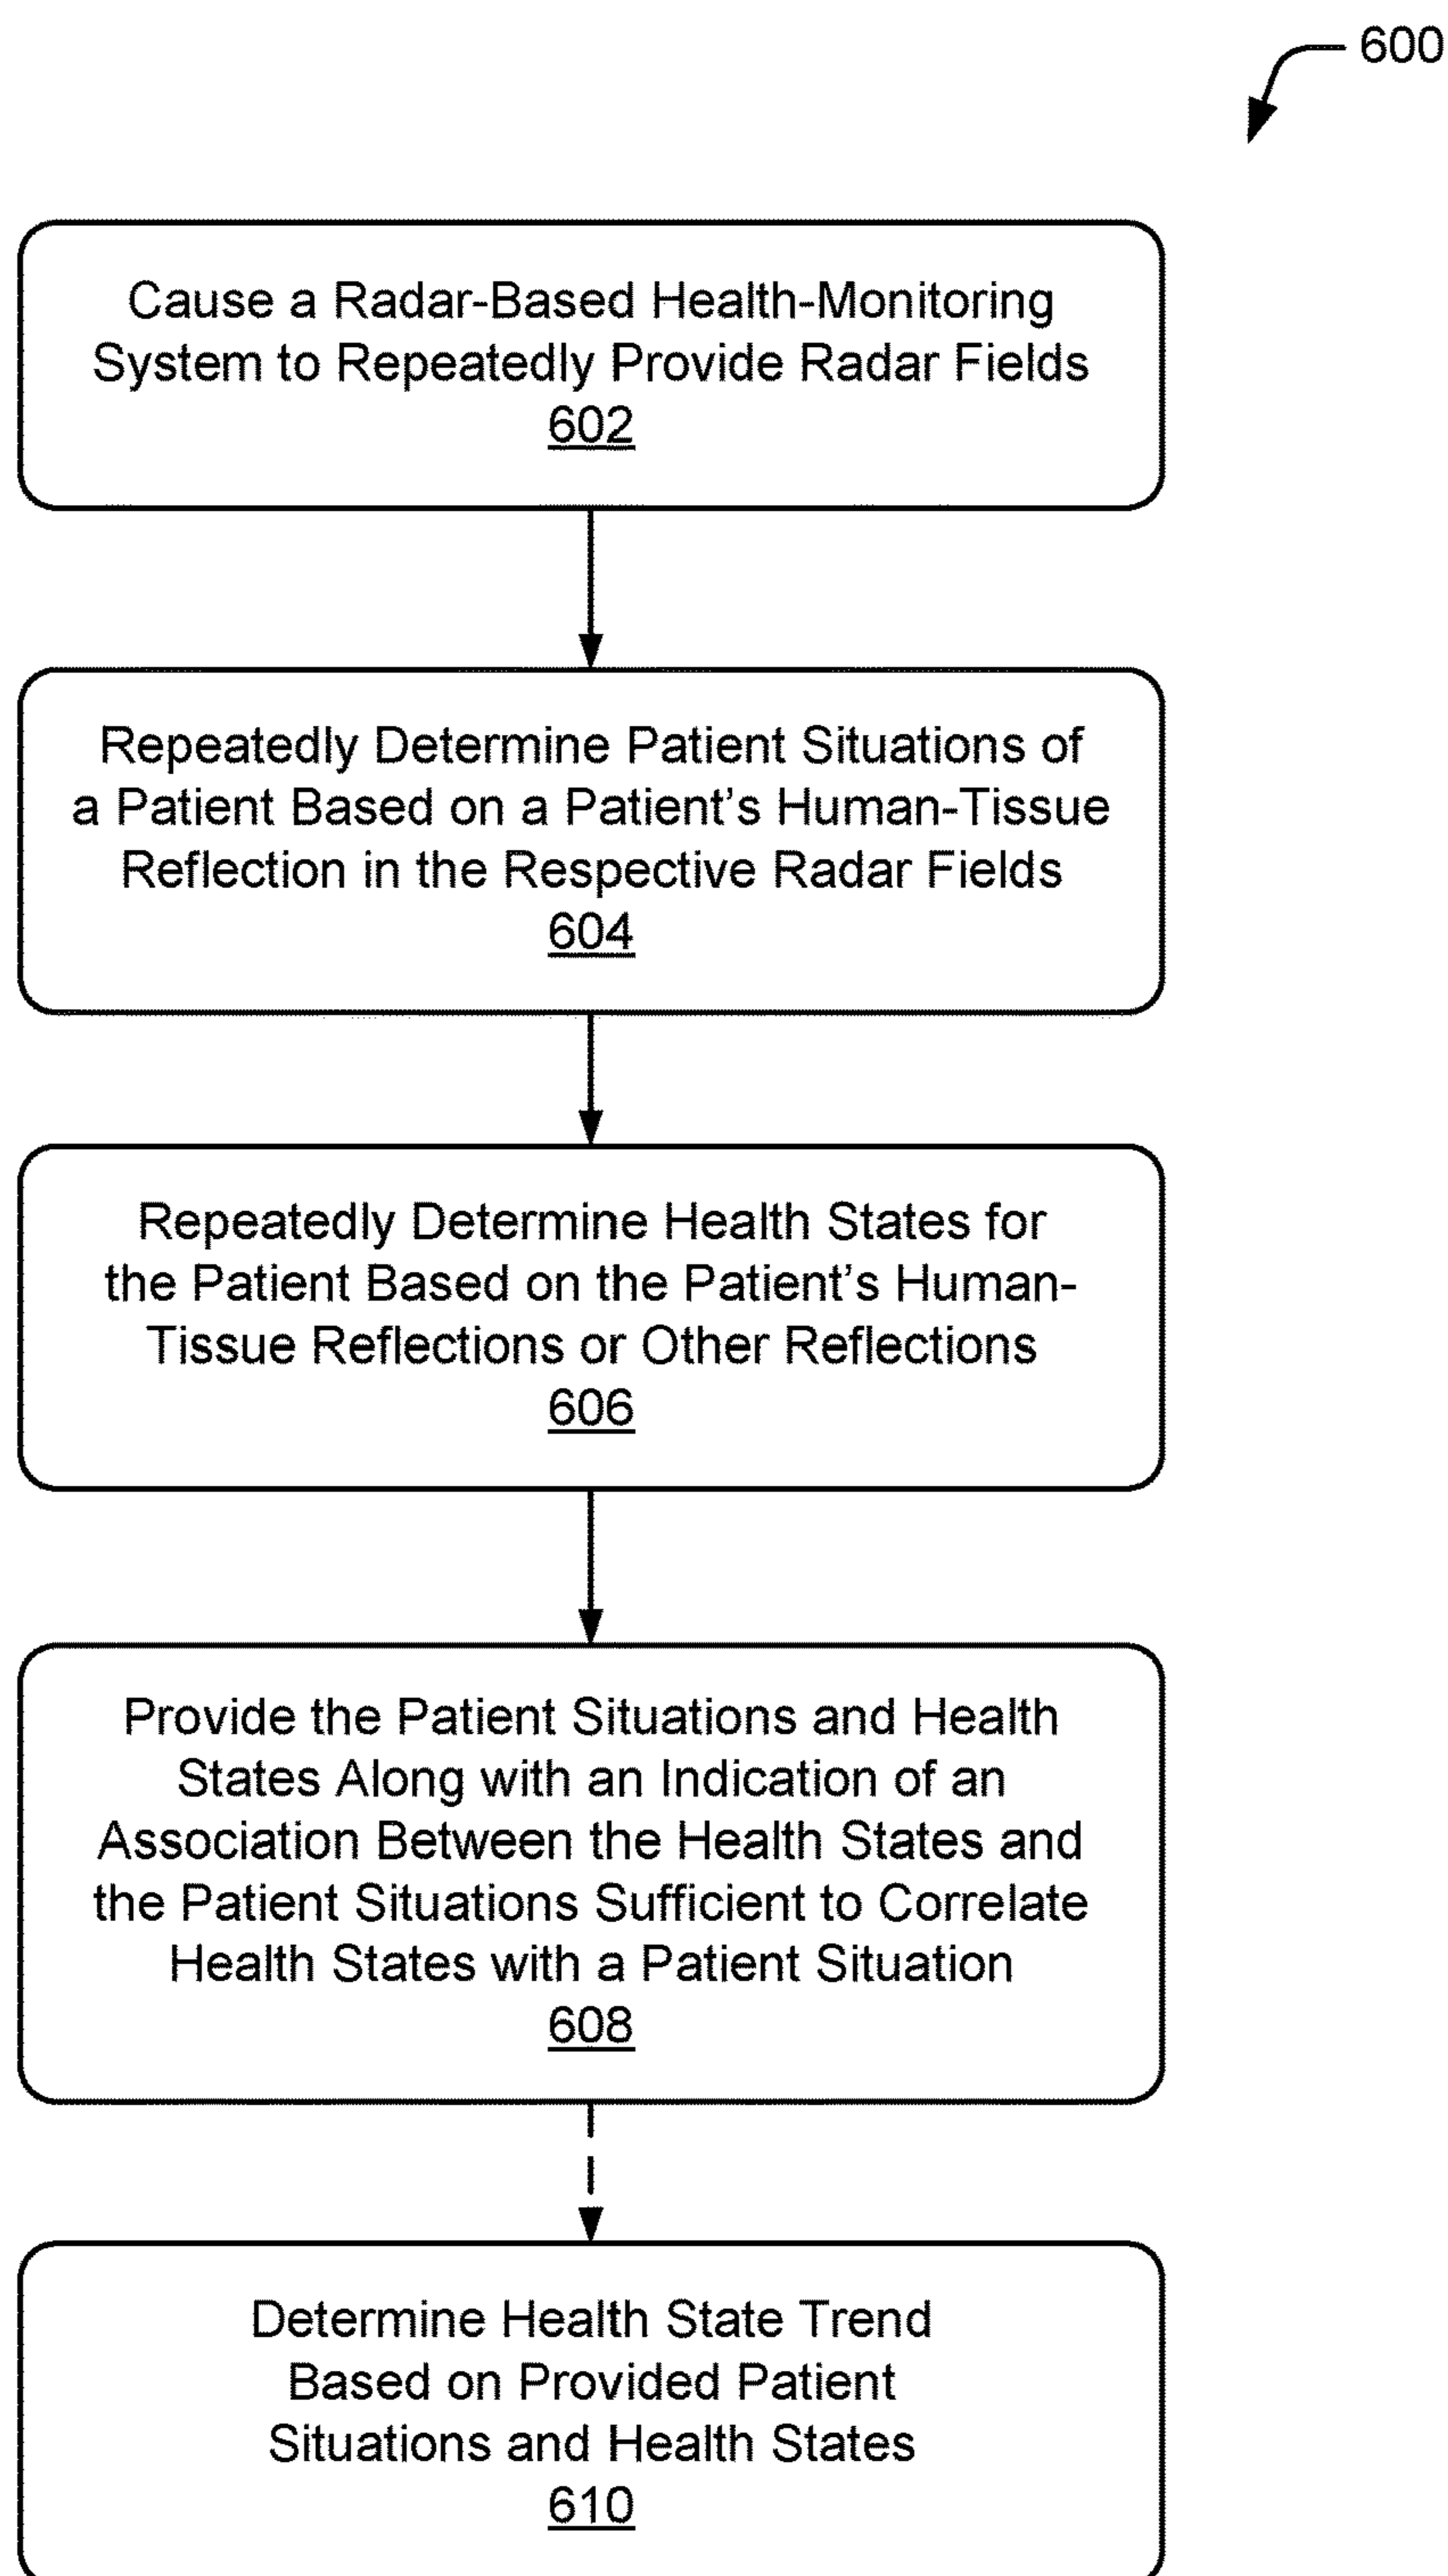 600
Cause a Radar-Based Health-Monitoring
System to Repeatedly Provide Radar Fields
602
Repeatedly Determine Patient Situations of
a Patient Based on a Patient’s Human-Tissue
Reflection in the Respective Radar Fields
604
Repeatedly Determine Health States for
the Patient Based on the Patient’s Human-
Tissue Reflections or Other Reflections
606
Provide the Patient Situations and Health
States Along with an Indication of an
Association Between the Health States and
the Patient Situations Sufficient to Correlate
Health States with a Patient Situation
608
Determine Health State Trend
Based on Provided Patient
Situations and Health States
610